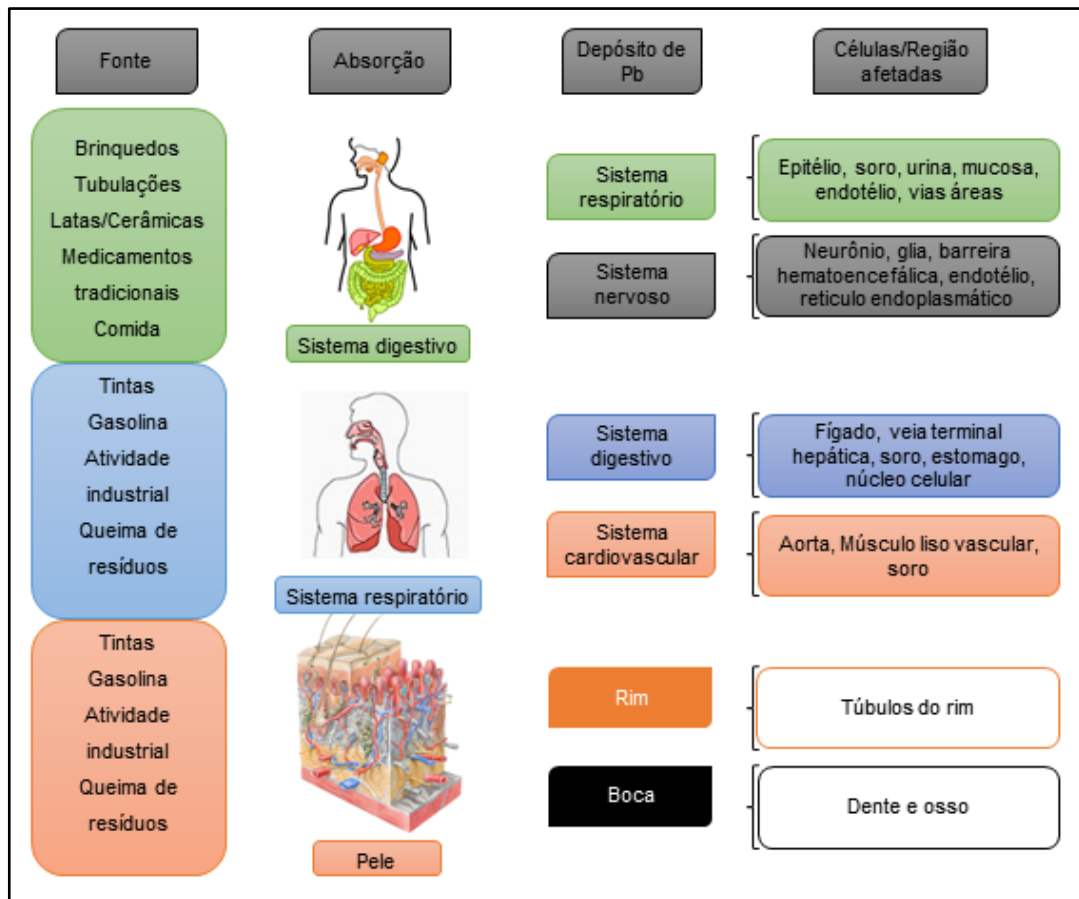 Fonte
Absorção
Depósito de
Pb
Células/Região
afetadas
Brinquedos
Tubulações
Latas/Cerâmicas
Medicamentos
tradicionais
Comida
Sistema digestivo
Sistema
respiratório
Epitélio, soro, urina, mucosa,
endotélio, vias áreas
Sistema
nervoso
Neurônio, glia, barreira
hematoencefálica, endotélio,
reticulo endoplasmático
Tintas
Gasolina
Atividade
industrial
Queima de
resíduos
Sistema respiratório
Sistema
digestivo
Fígado, veia terminal
hepática, soro, estomago,
núcleo celular
Sistema
cardiovascular
Aorta, Músculo liso vascular,
soro
Tintas
Gasolina
Atividade
industrial
Queima de
resíduos
Pele
Rim
Túbulos do rim
Boca
Dente e osso